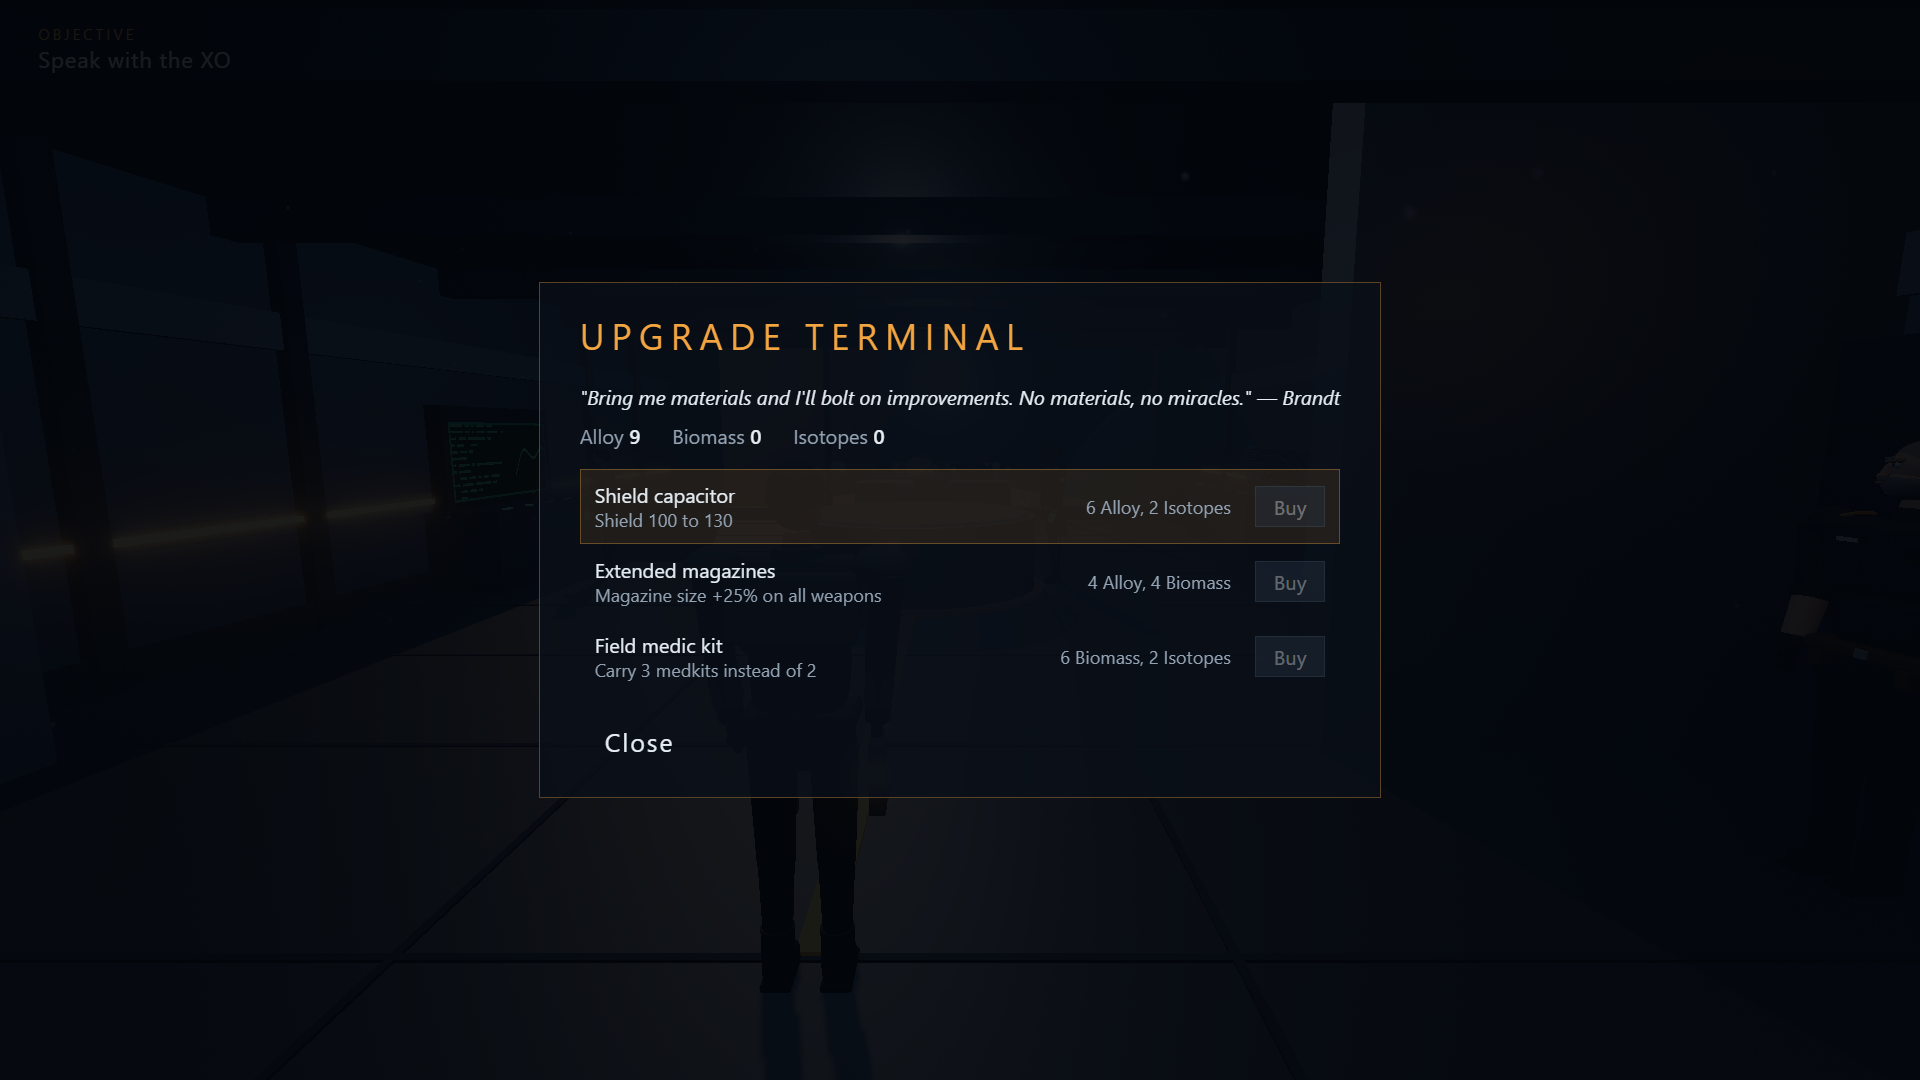 OBJECTIVE
Speak with the XO
UPGRADE TERMINAL
"Bring me materials and I'll bolt on improvements. No materials, no miracles." — Brandt
Alloy 9 Biomass 0 Isotopes 0
Shield capacitor
Shield 100 to 130
6 Alloy, 2 Isotopes
Buy
Extended magazines
Magazine size +25% on all weapons
4 Alloy, 4 Biomass
Buy
Field medic kit
Carry 3 medkits instead of 2
6 Biomass, 2 Isotopes
Buy
Close